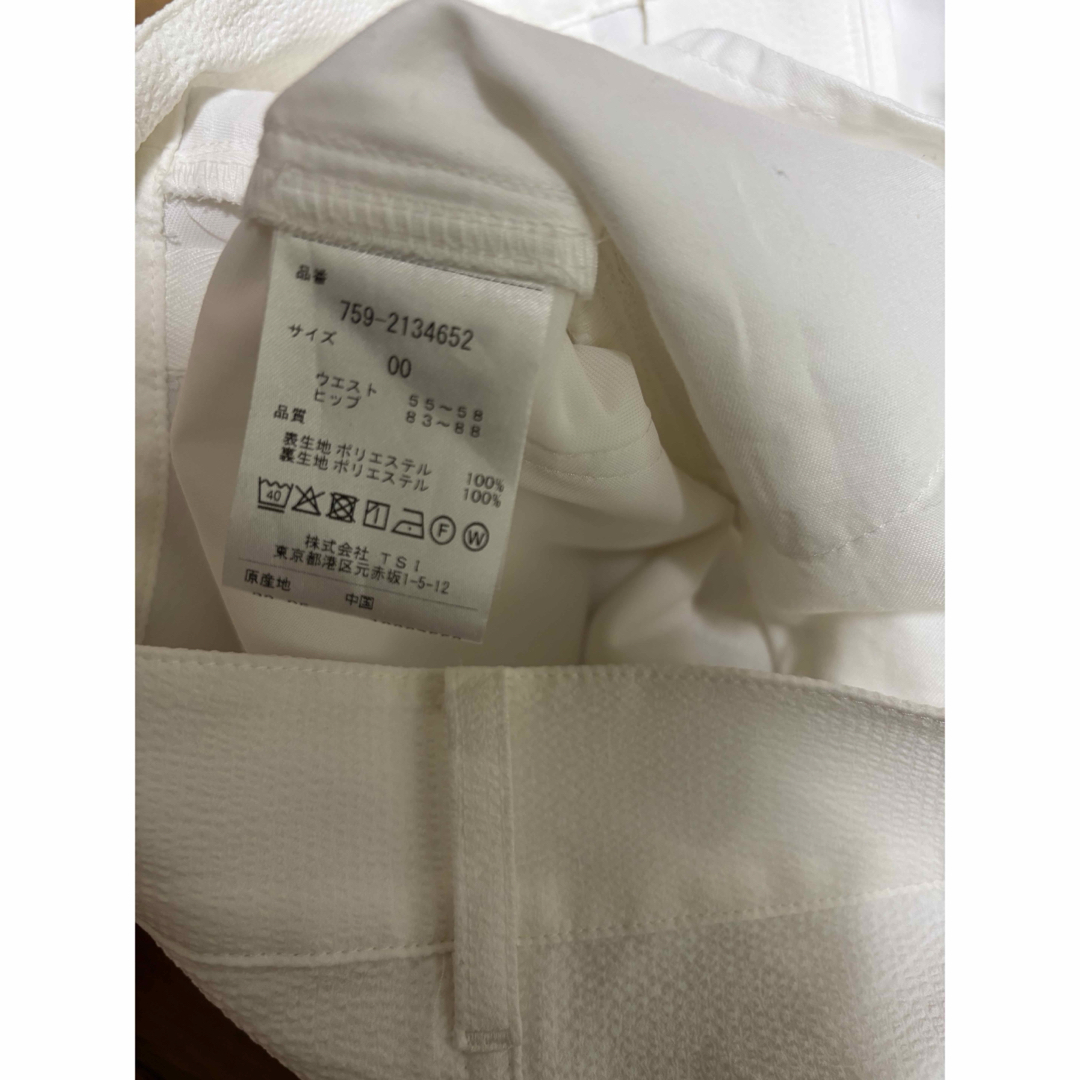 品番
759-2134652
サイズ
00
ウエスト 55～58
ヒップ 83～88
品質
表生地 ポリエステル 100%
裏生地 ポリエステル 100%
40 F W
株式会社 TSI
東京都港区元赤坂1-5-12
原産地 中国